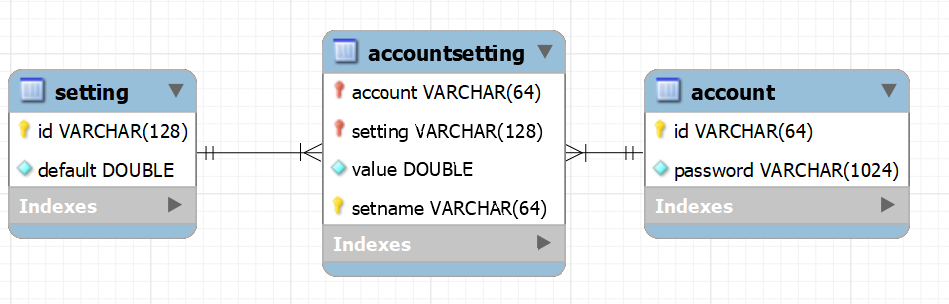 setting
id VARCHAR(128)
default DOUBLE
Indexes
accountsetting
account VARCHAR(64)
setting VARCHAR(128)
value DOUBLE
setname VARCHAR(64)
Indexes
account
id VARCHAR(64)
password VARCHAR(1024)
Indexes